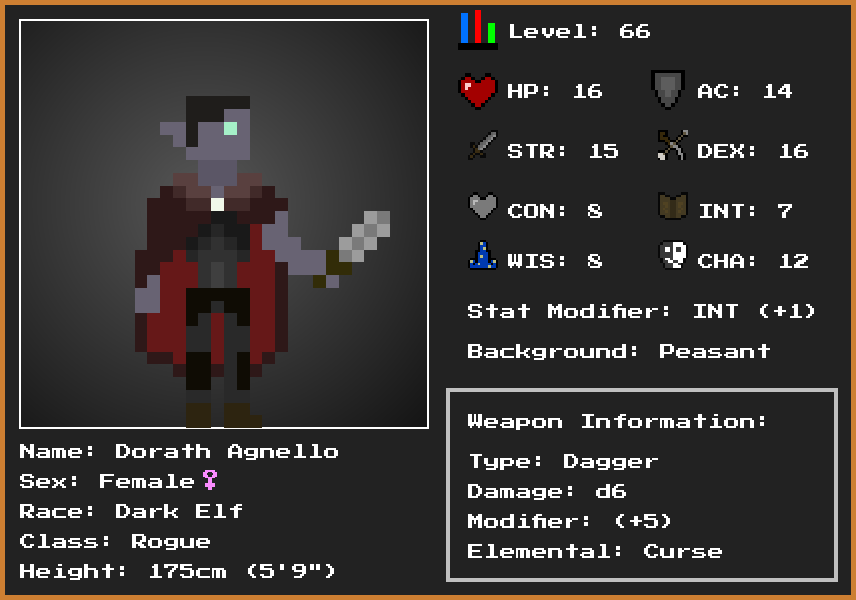 Level: 66
HP: 16
AC: 14
STR: 15
DEX: 16
CON: 8
INT: 7
WIS: 8
CHA: 12
Stat Modifier: INT (+1)
Background: Peasant
Weapon Information:
Type: Dagger
Damage: d6
Modifier: (+5)
Elemental: Curse
Name: Dorath Agnello
Sex: Female♀
Race: Dark Elf
Class: Rogue
Height: 175cm (5'9")